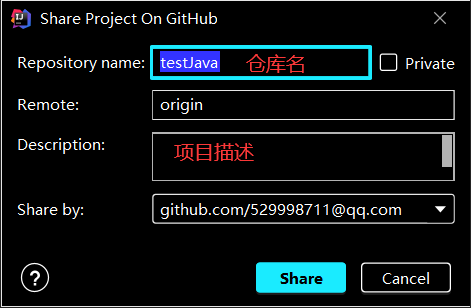 Share Project On GitHub
Repository name: testJava 仓库名 Private
Remote: origin
Description: 项目描述
Share by: github.com/529998711@qq.com
? Share Cancel